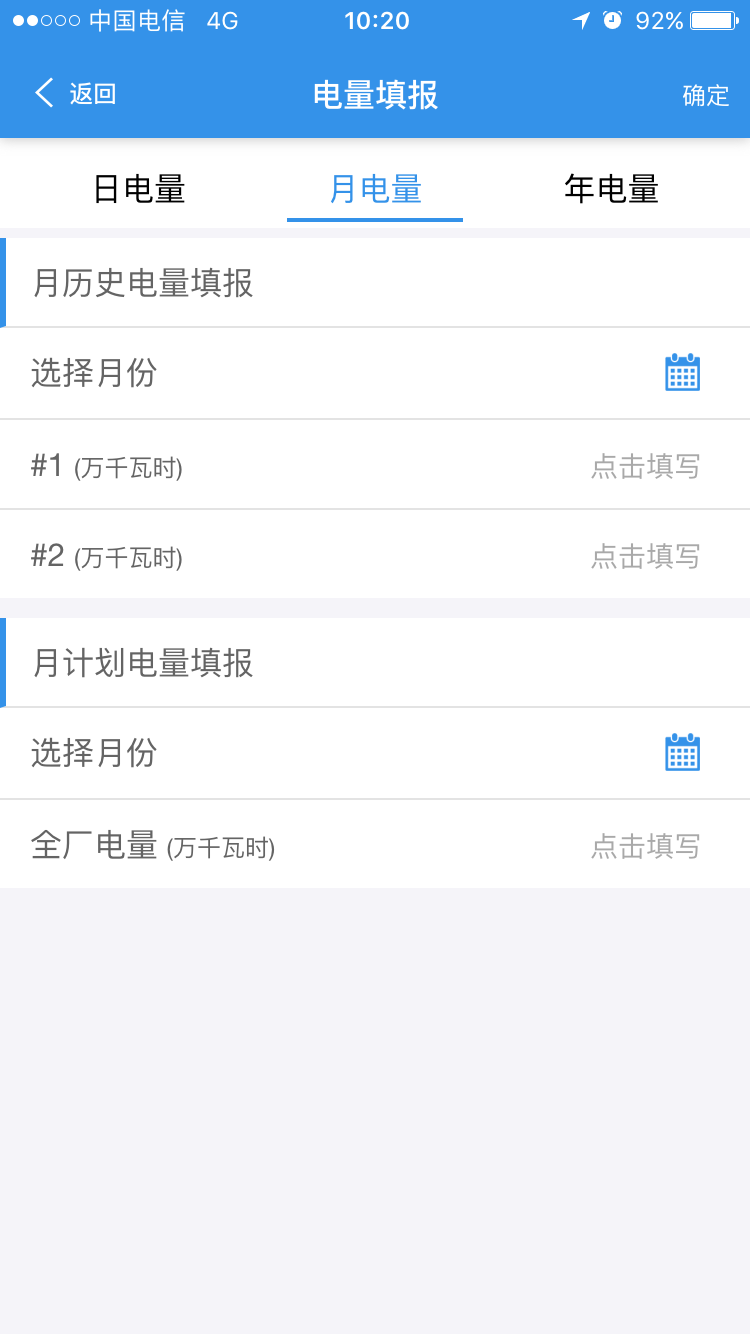 中国电信 4G 10:20 92%
返回 电量填报 确定
日电量 月电量 年电量
月历史电量填报
选择月份
#1 (万千瓦时) 点击填写
#2 (万千瓦时) 点击填写
月计划电量填报
选择月份
全厂电量 (万千瓦时) 点击填写